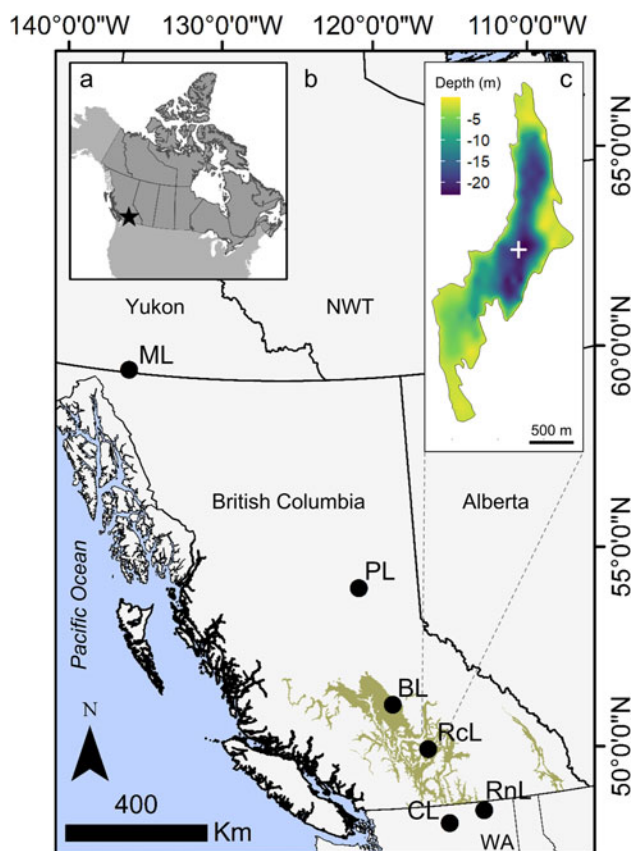 140°0'0"W 130°0'0"W 120°0'0"W 110°0'0"W
a
b
c
Depth (m)
-5
-10
-15
-20
500 m
65°0'0"N
60°0'0"N
55°0'0"N
50°0'0"N
Yukon
NWT
ML
British Columbia
Alberta
Pacific Ocean
PL
BL
RcL
RnL
CL
WA
N
400
Km